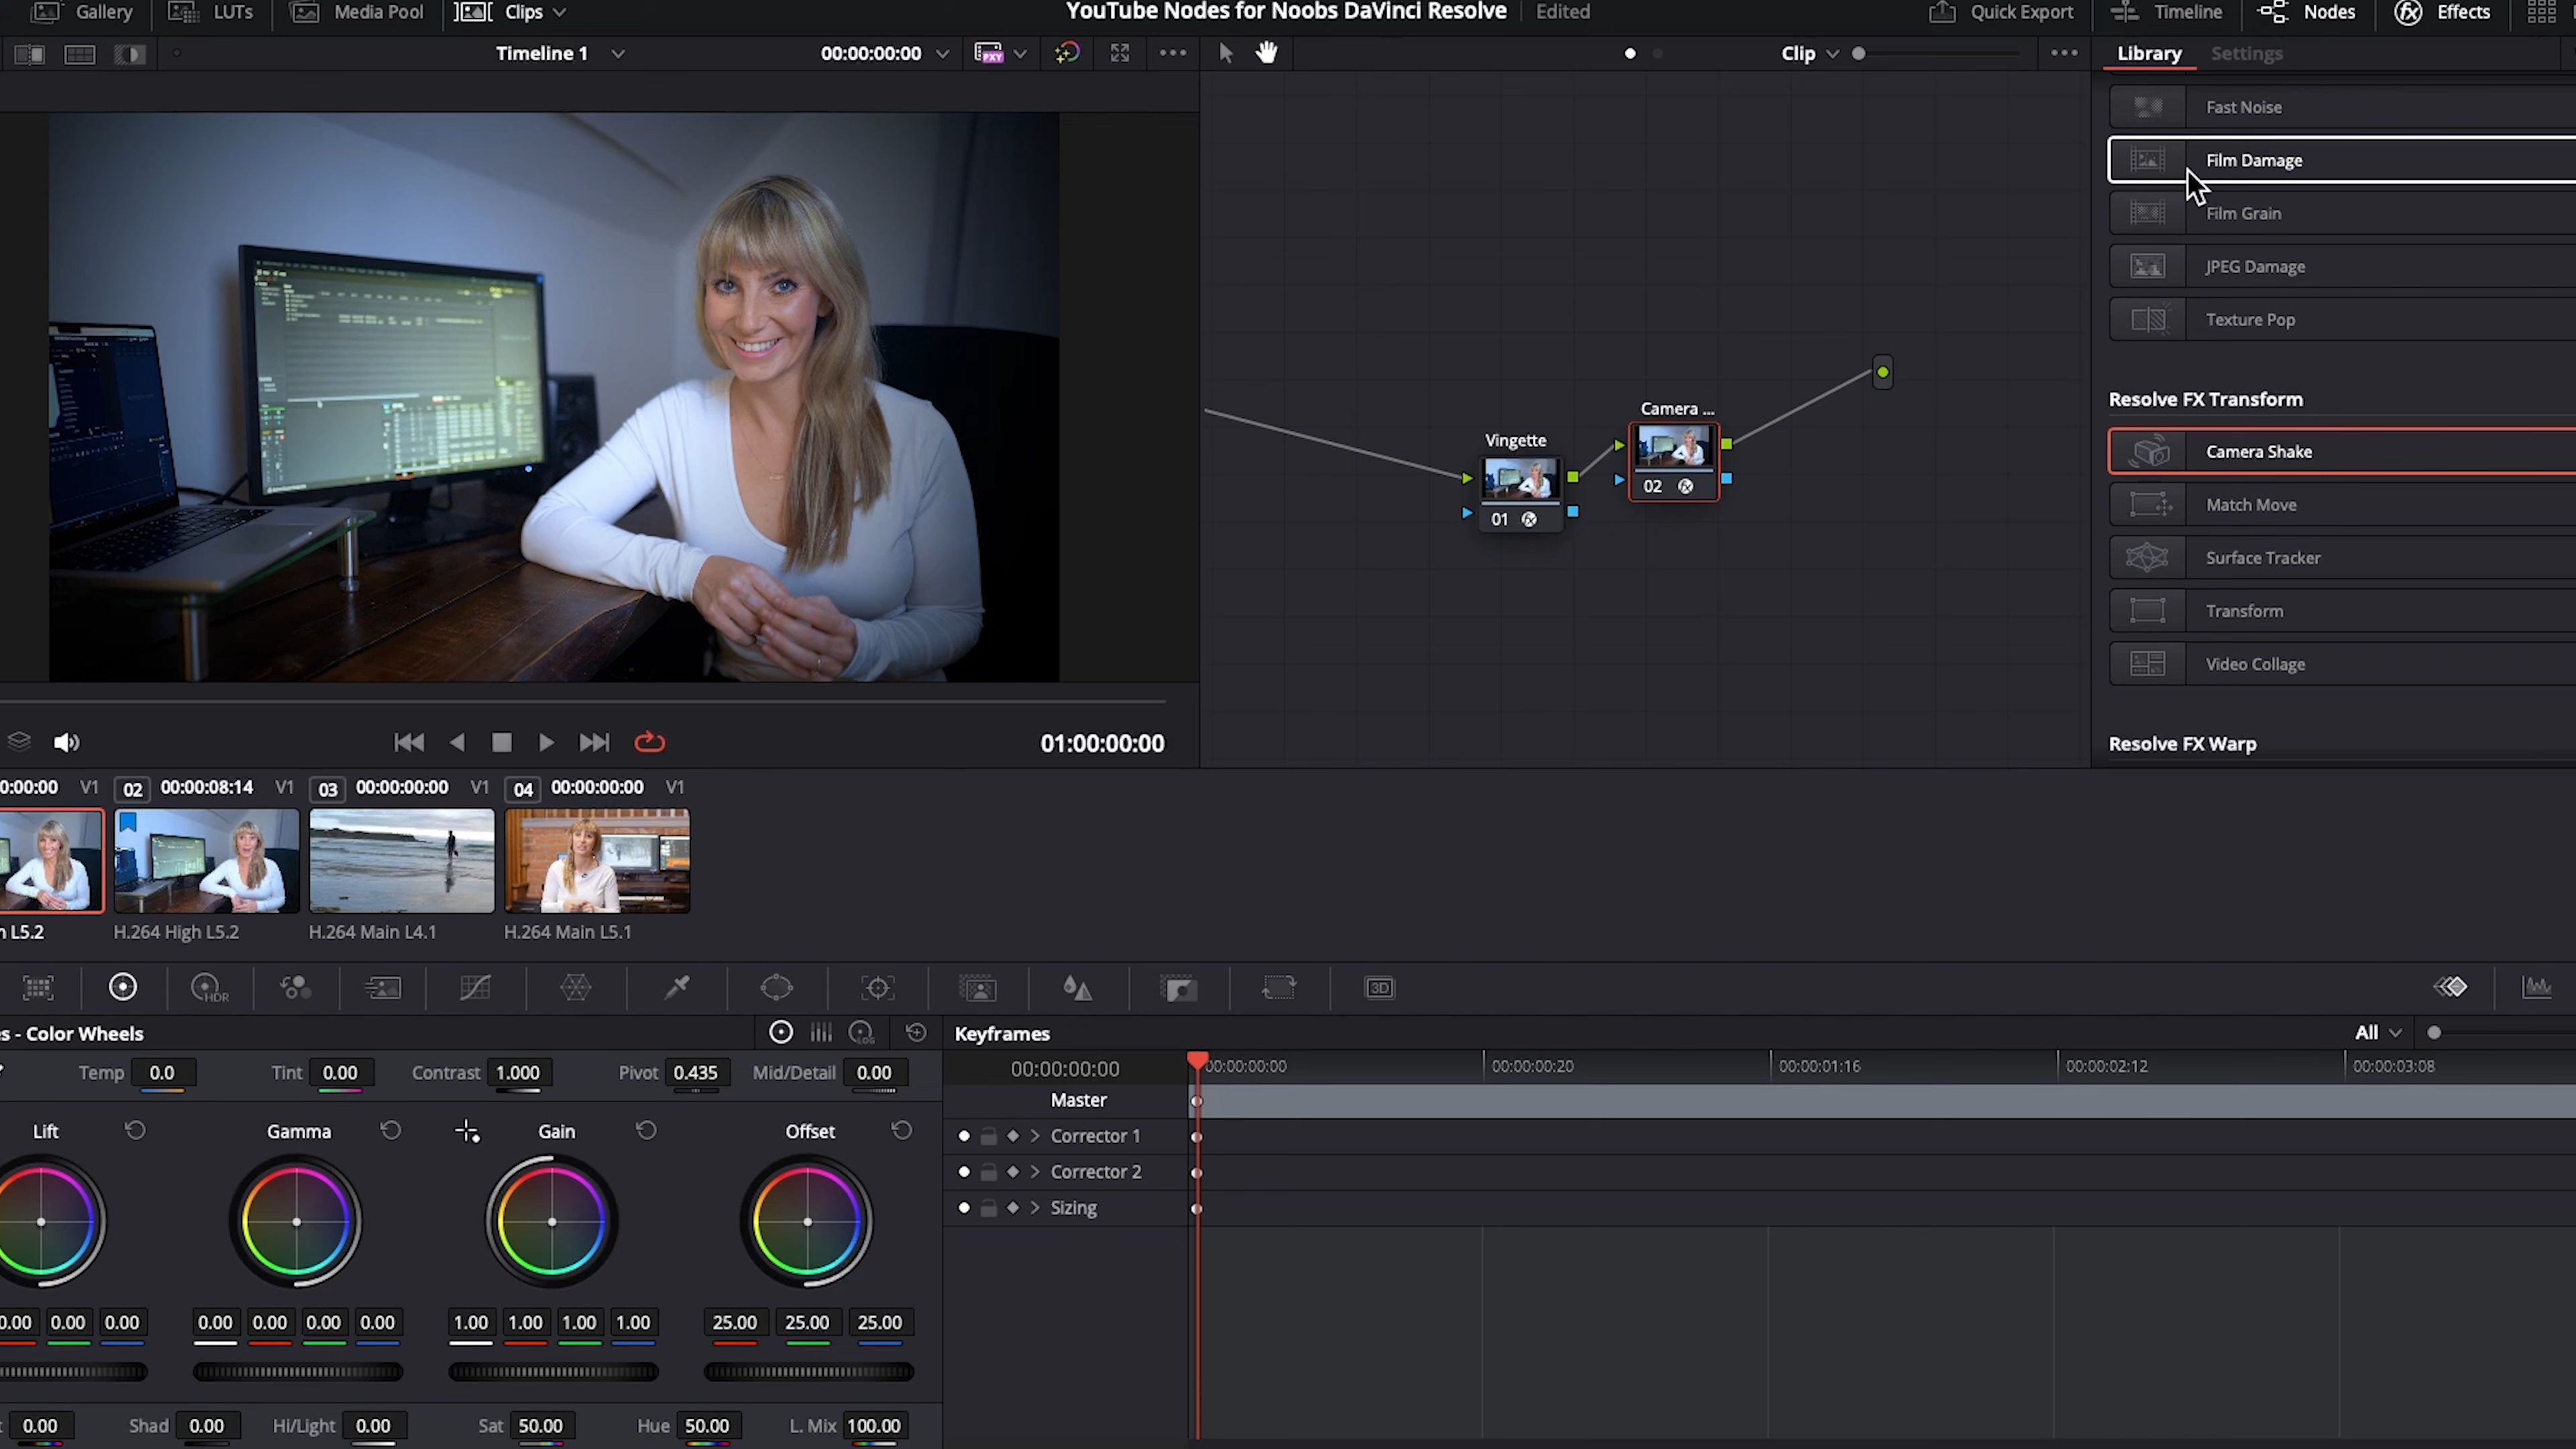 Gallery LUTs Media Pool Clips YouTube Nodes for Noobs DaVinci Resolve Edited Quick Export Timeline Nodes Effects
Timeline 1 00:00:00:00 PXY Clip Library Settings
Fast Noise
Film Damage
Film Grain
JPEG Damage
Texture Pop
Resolve FX Transform
Camera Shake
Match Move
Surface Tracker
Transform
Video Collage
Resolve FX Warp
Camera ...
02
Vingette
01
01:00:00:00
0:00:00 V1 02 00:00:08:14 V1 03 00:00:00:00 V1 04 00:00:00:00 V1
L5.2 H.264 High L5.2 H.264 Main L4.1 H.264 Main L5.1
HDR 3D
s - Color Wheels LOG
Temp 0.0 Tint 0.00 Contrast 1.000 Pivot 0.435 Mid/Detail 0.00
Lift Gamma Gain Offset
0.00 0.00 0.00 0.00 0.00 0.00 0.00 1.00 1.00 1.00 1.00 25.00 25.00 25.00
0.00 Shad 0.00 Hi/Light 0.00 Sat 50.00 Hue 50.00 L. Mix 100.00
Keyframes All
00:00:00:00 00:00:00:00 00:00:00:20 00:00:01:16 00:00:02:12 00:00:03:08
Master
Corrector 1
Corrector 2
Sizing